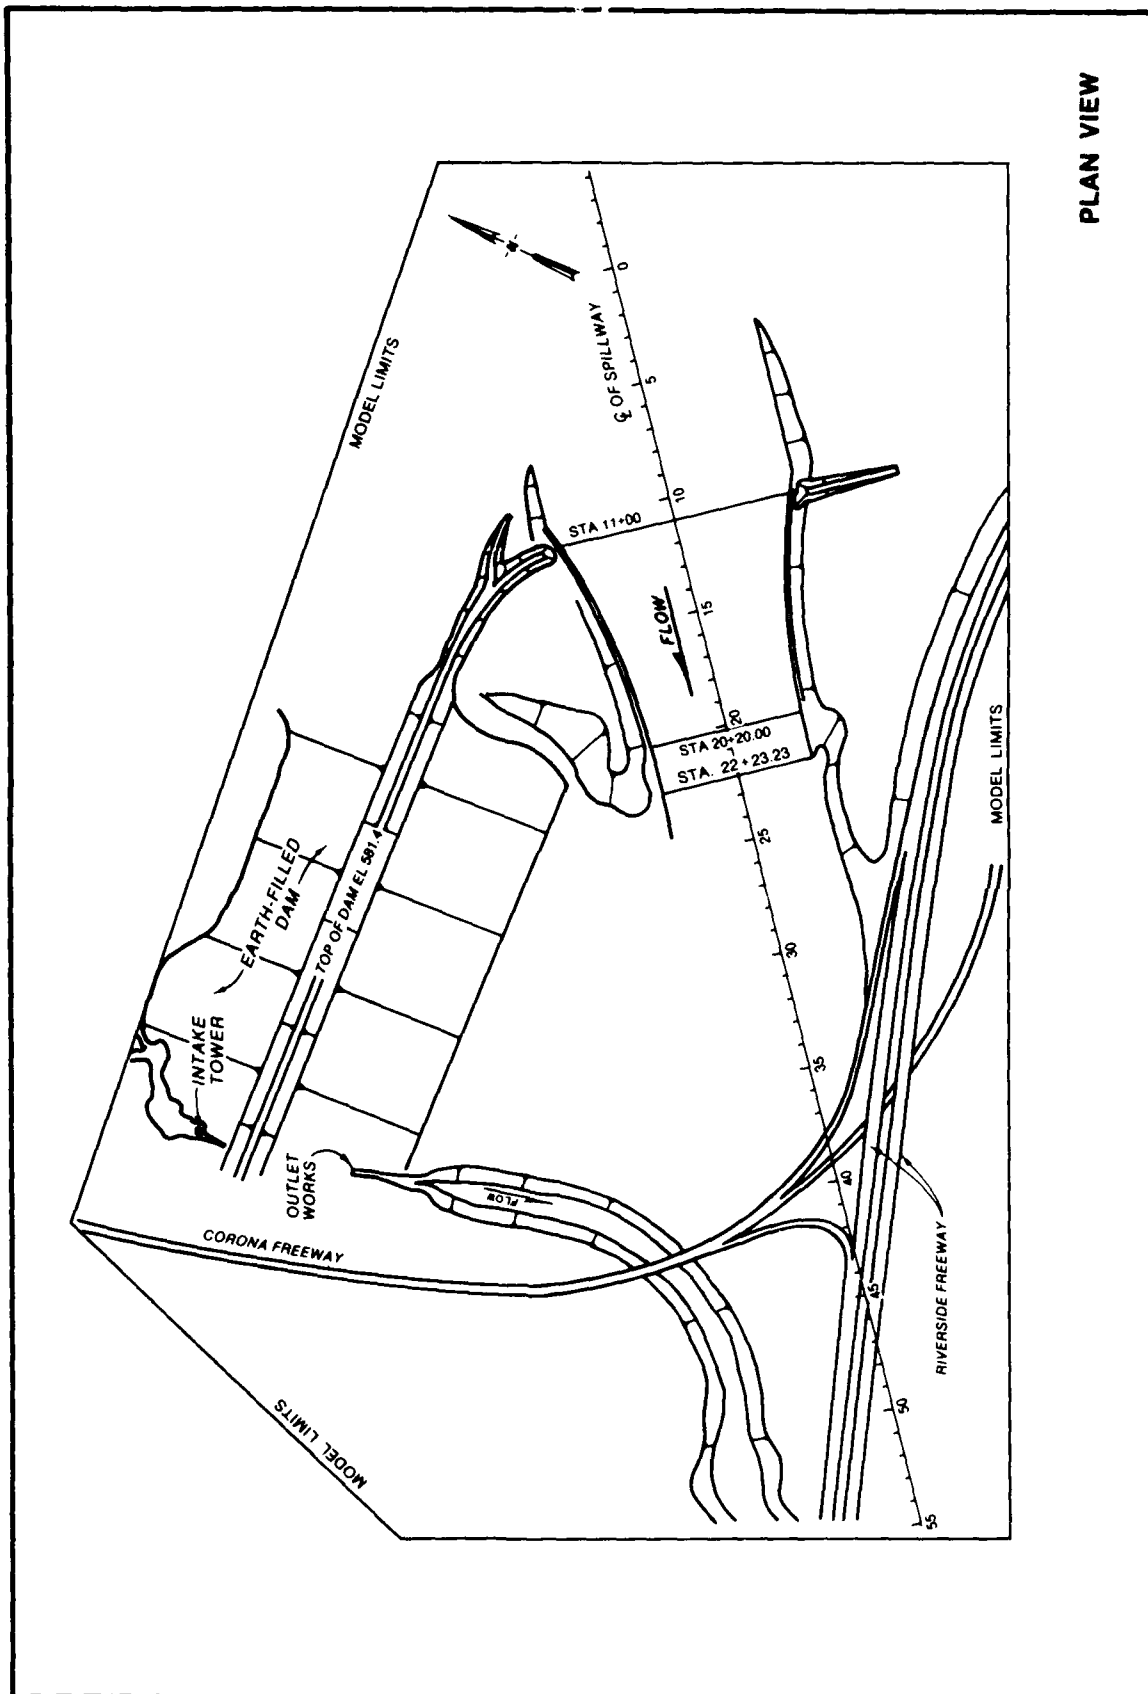 PLAN VIEW
MODEL LIMITS
N
0
5
10
15
20
25
30
35
40
45
50
55
℄ OF SPILLWAY
STA 11+00
FLOW
STA 20+20.00
STA. 22+23.23
MODEL LIMITS
EARTH-FILLED
DAM
TOP OF DAM EL 581.4
INTAKE
TOWER
OUTLET
WORKS
FLOW
CORONA FREEWAY
RIVERSIDE FREEWAY
MODEL LIMITS